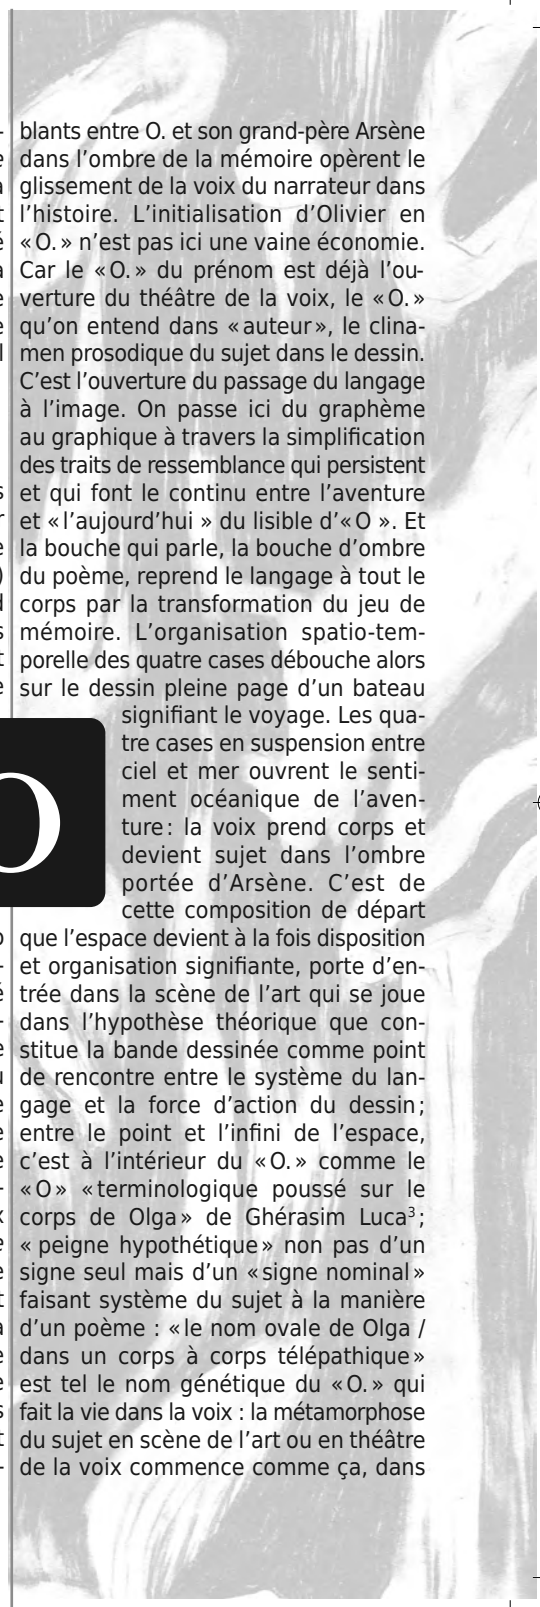 blants entre O. et son grand-père Arsène
dans l’ombre de la mémoire opèrent le
glissement de la voix du narrateur dans
l’histoire. L’initialisation d’Olivier en
« O. » n’est pas ici une vaine économie.
Car le « O. » du prénom est déjà l’ou-
verture du théâtre de la voix, le « O. »
qu’on entend dans « auteur », le clina-
men prosodique du sujet dans le dessin.
C’est l’ouverture du passage du langage
à l’image. On passe ici du graphème
au graphique à travers la simplification
des traits de ressemblance qui persistent
et qui font le continu entre l’aventure
et « l’aujourd’hui » du lisible d’« O ». Et
la bouche qui parle, la bouche d’ombre
du poème, reprend le langage à tout le
corps par la transformation du jeu de
mémoire. L’organisation spatio-tem-
porelle des quatre cases débouche alors
sur le dessin pleine page d’un bateau
signifiant le voyage. Les qua-
tre cases en suspension entre
ciel et mer ouvrent le senti-
ment océanique de l’aven-
ture : la voix prend corps et
devient sujet dans l’ombre
portée d’Arsène. C’est de
cette composition de départ
que l’espace devient à la fois disposition
et organisation signifiante, porte d’en-
trée dans la scène de l’art qui se joue
dans l’hypothèse théorique que con-
stitue la bande dessinée comme point
de rencontre entre le système du lan-
gage et la force d’action du dessin ;
entre le point et l’infini de l’espace,
c’est à l’intérieur du « O. » comme le
« O » « terminologique poussé sur le
corps de Olga » de Ghérasim Luca³ ;
« peigne hypothétique » non pas d’un
signe seul mais d’un « signe nominal »
faisant système du sujet à la manière
d’un poème : « le nom ovale de Olga /
dans un corps à corps télépathique »
est tel le nom génétique du « O. » qui
fait la vie dans la voix : la métamorphose
du sujet en scène de l’art ou en théâtre
de la voix commence comme ça, dans
O